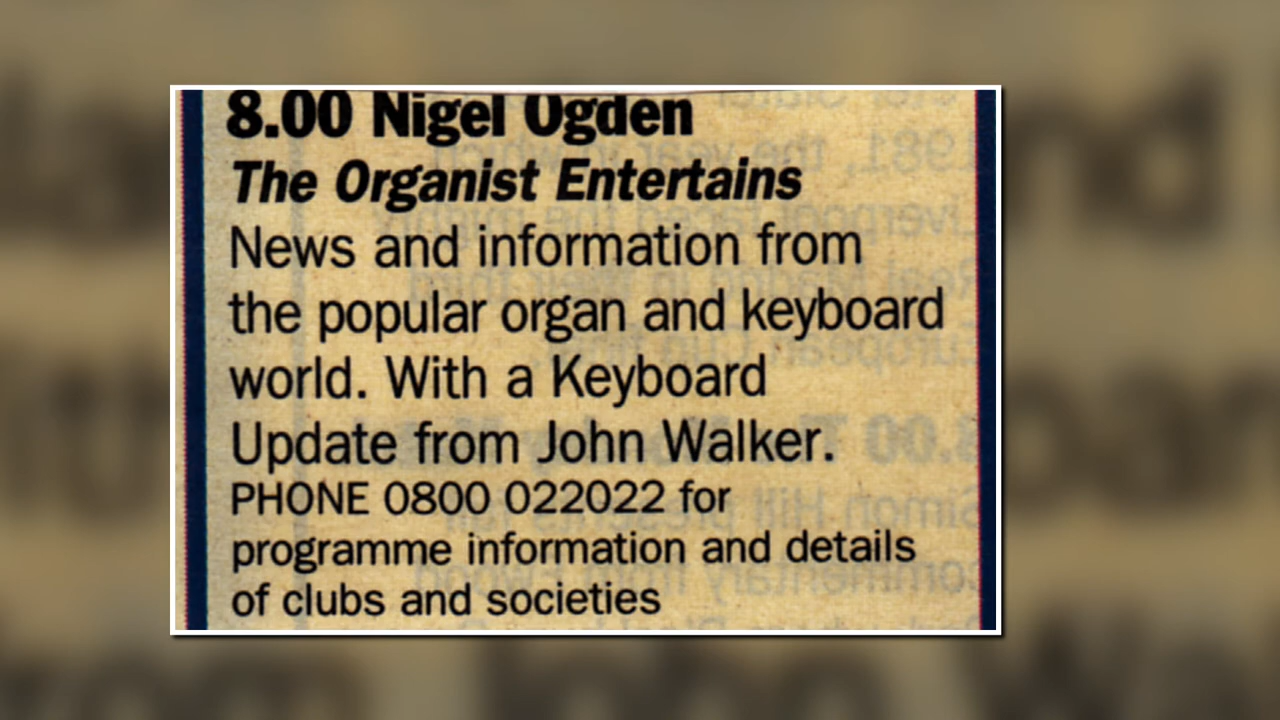 8.00 Nigel Ogden
The Organist Entertains
News and information from
the popular organ and keyboard
world. With a Keyboard
Update from John Walker.
PHONE 0800 022022 for
programme information and details
of clubs and societies